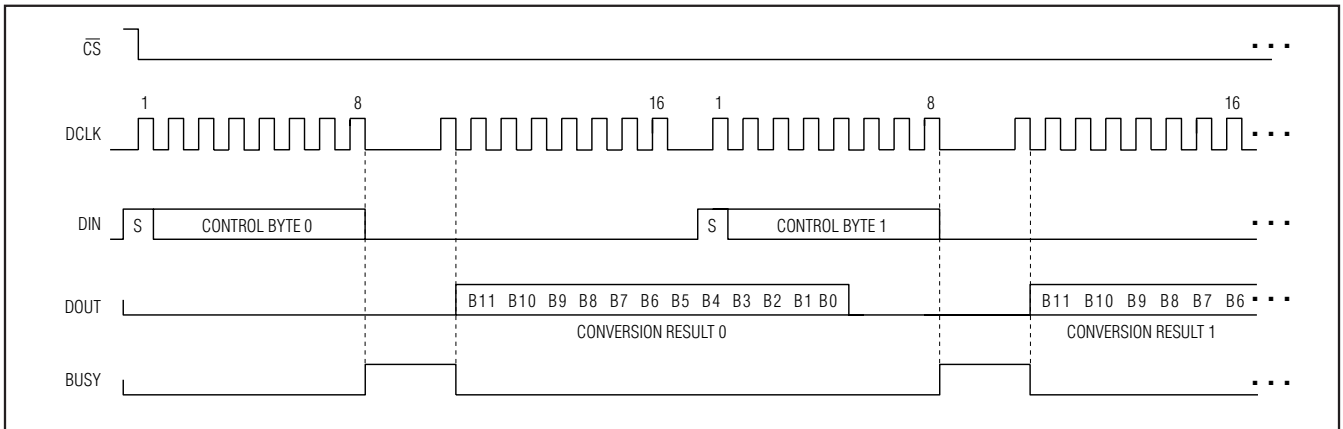 CS
. . .
1 8 16 1 8 16
DCLK
. . .
DIN S CONTROL BYTE 0 S CONTROL BYTE 1
. . .
DOUT B11 B10 B9 B8 B7 B6 B5 B4 B3 B2 B1 B0 B11 B10 B9 B8 B7 B6
. . .
CONVERSION RESULT 0 CONVERSION RESULT 1
BUSY
. . .